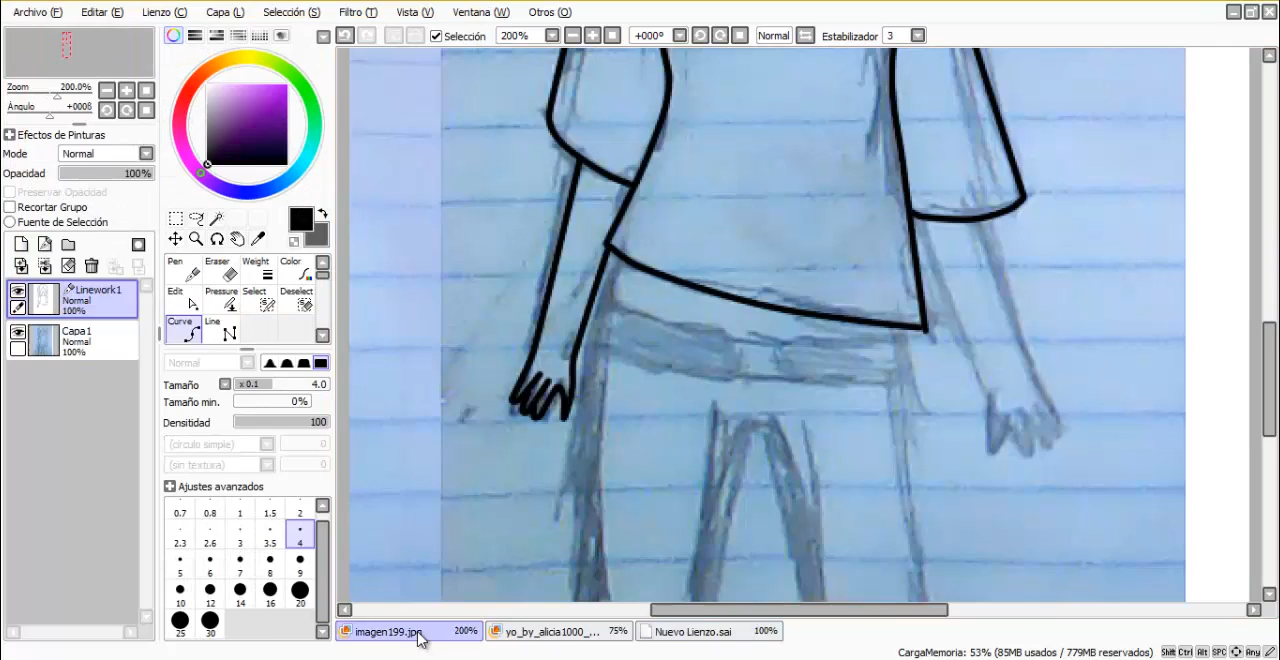 Archivo (F) Editar (E) Lienzo (C) Capa (L) Selección (S) Filtro (T) Vista (V) Ventana (W) Otros (O)
Selección 200% +000º Normal Estabilizador 3
Zoom 200.0%
Ángulo +000ß
Efectos de Pinturas
Modo Normal
Opacidad 100%
Preservar Opacidad
Recortar Grupo
Fuente de Selección
Linework1
Normal
100%
Capa1
Normal
100%
Pen Eraser Weight Color
Edit Pressure Select Deselect
Curve Line
Normal
Tamaño x 0.1 4.0
Tamaño min. 0%
Densidad 100
(circulo simple) 0
(sin textura) 0
Ajustes avanzados
0.7 0.8 1 1.5 2
2.3 2.6 3 3.5 4
5 6 7 8 9
10 12 14 16 20
25 30
imagen199.jpg 200% yo_by_alicia1000_... 75% Nuevo Lienzo.sai 100%
CargaMemoria: 53% (85MB usados / 779MB reservados) Shift Ctrl Alt SPC Any